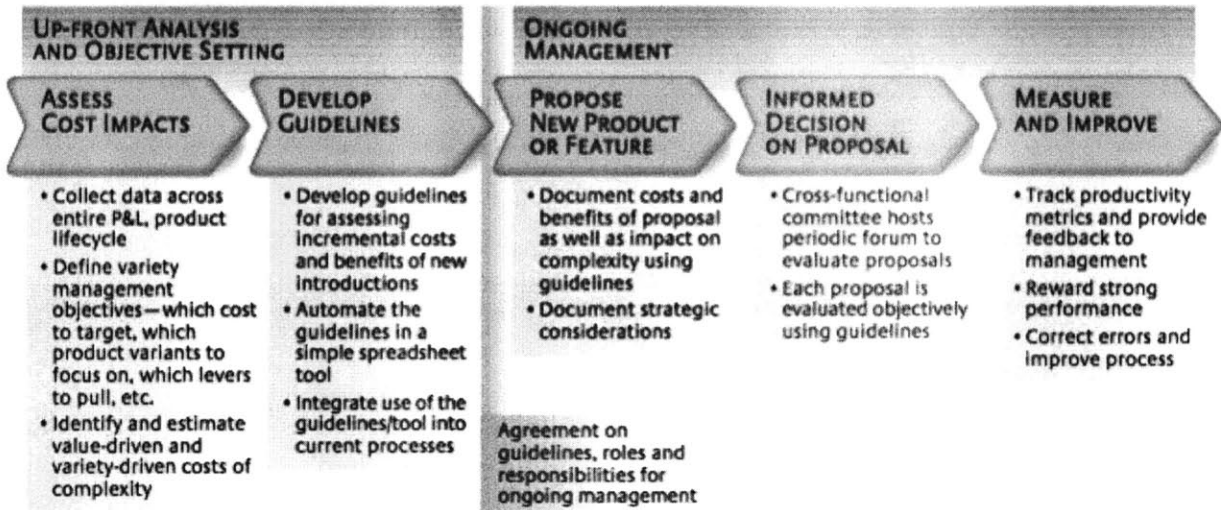 UP-FRONT ANALYSIS
AND OBJECTIVE SETTING
ONGOING
MANAGEMENT
ASSESS
COST IMPACTS
DEVELOP
GUIDELINES
PROPOSE
NEW PRODUCT
OR FEATURE
INFORMED
DECISION
ON PROPOSAL
MEASURE
AND IMPROVE
• Collect data across
entire P&L, product
lifecycle
• Define variety
management
objectives—which cost
to target, which
product variants to
focus on, which levers
to pull, etc.
• Identify and estimate
value-driven and
variety-driven costs of
complexity
• Develop guidelines
for assessing
incremental costs
and benefits of new
introductions
• Automate the
guidelines in a
simple spreadsheet
tool
• Integrate use of the
guidelines/tool into
current processes
• Document costs and
benefits of proposal
as well as impact on
complexity using
guidelines
• Document strategic
considerations
Agreement on
guidelines, roles and
responsibilities for
ongoing management
• Cross-functional
committee hosts
periodic forum to
evaluate proposals
• Each proposal is
evaluated objectively
using guidelines
• Track productivity
metrics and provide
feedback to
management
• Reward strong
performance
• Correct errors and
improve process